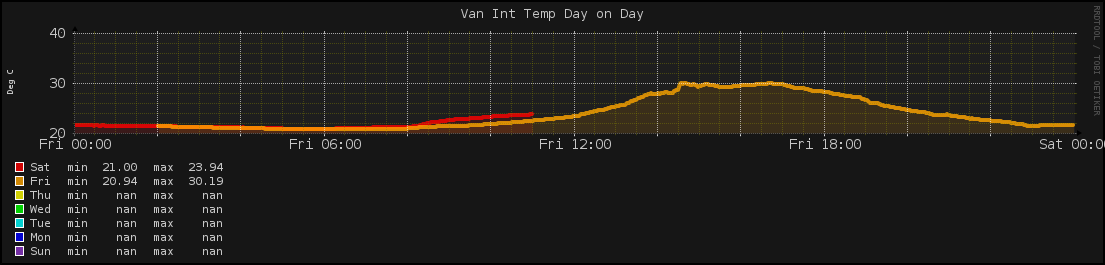 Van Int Temp Day on Day
RRDTOOL / TOBI OETIKER
Deg C
40
30
20
Fri 00:00 Fri 06:00 Fri 12:00 Fri 18:00 Sat 00:00
Sat min 21.00 max 23.94
Fri min 20.94 max 30.19
Thu min nan max nan
Wed min nan max nan
Tue min nan max nan
Mon min nan max nan
Sun min nan max nan